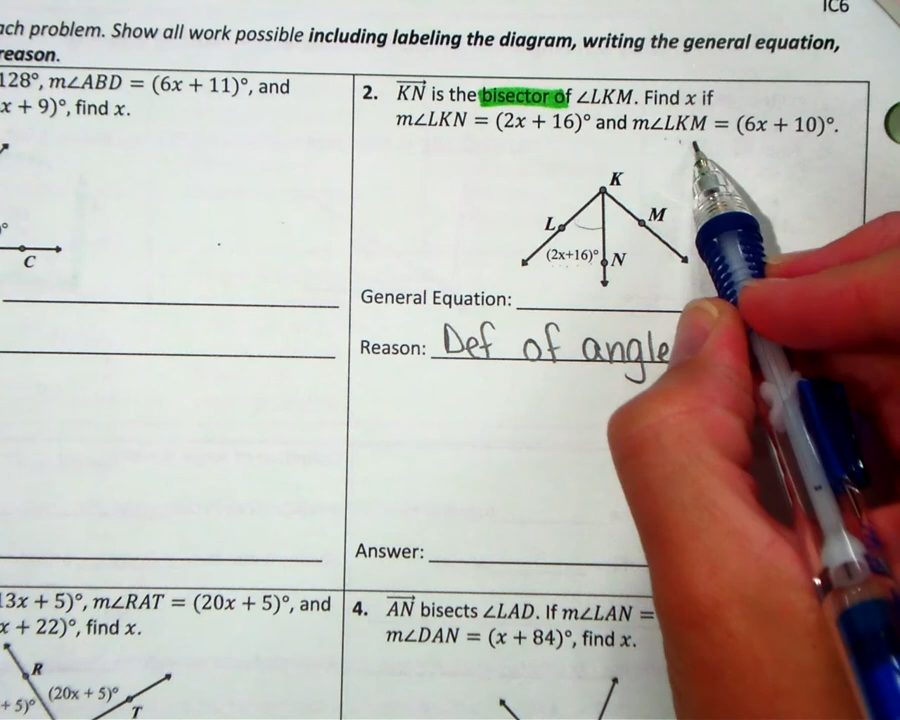 IC6
ach problem. Show all work possible including labeling the diagram, writing the general equation,
reason.
128°, m∠ABD = (6x + 11)°, and
x + 9)°, find x.
C
2. KN is the bisector of ∠LKM. Find x if
m∠LKN = (2x + 16)° and m∠LKM = (6x + 10)°.
K
L
M
(2x+16)°
N
General Equation:
Reason: Def of angle
Answer:
13x + 5)°, m∠RAT = (20x + 5)°, and
x + 22)°, find x.
R
(20x + 5)°
+ 5)°
T
4. AN bisects ∠LAD. If m∠LAN =
m∠DAN = (x + 84)°, find x.